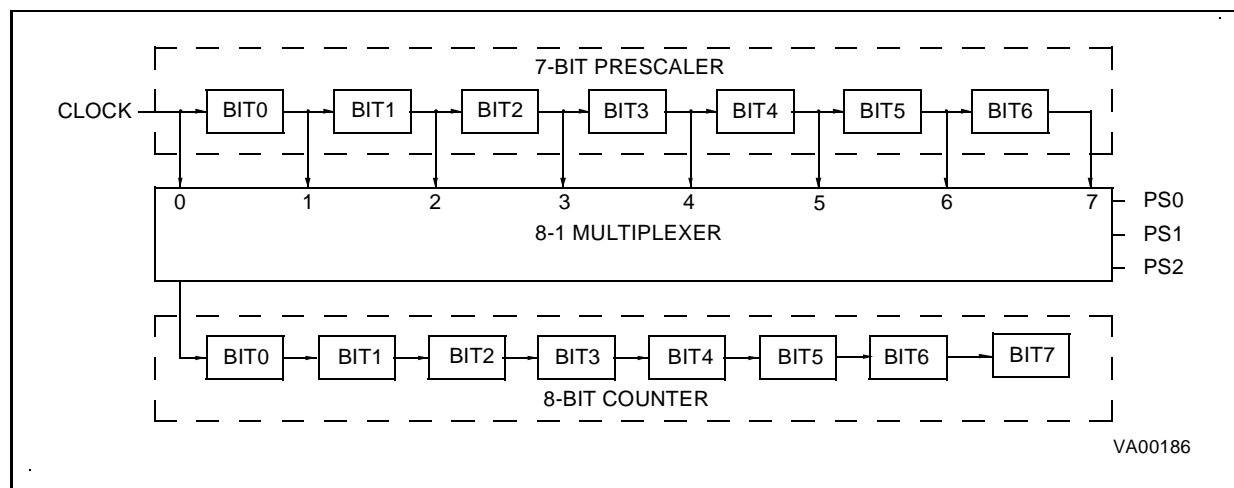 7-BIT PRESCALER
CLOCK BIT0 BIT1 BIT2 BIT3 BIT4 BIT5 BIT6
0 1 2 3 4 5 6 7 PS0
8-1 MULTIPLEXER PS1
PS2
BIT0 BIT1 BIT2 BIT3 BIT4 BIT5 BIT6 BIT7
8-BIT COUNTER
VA00186